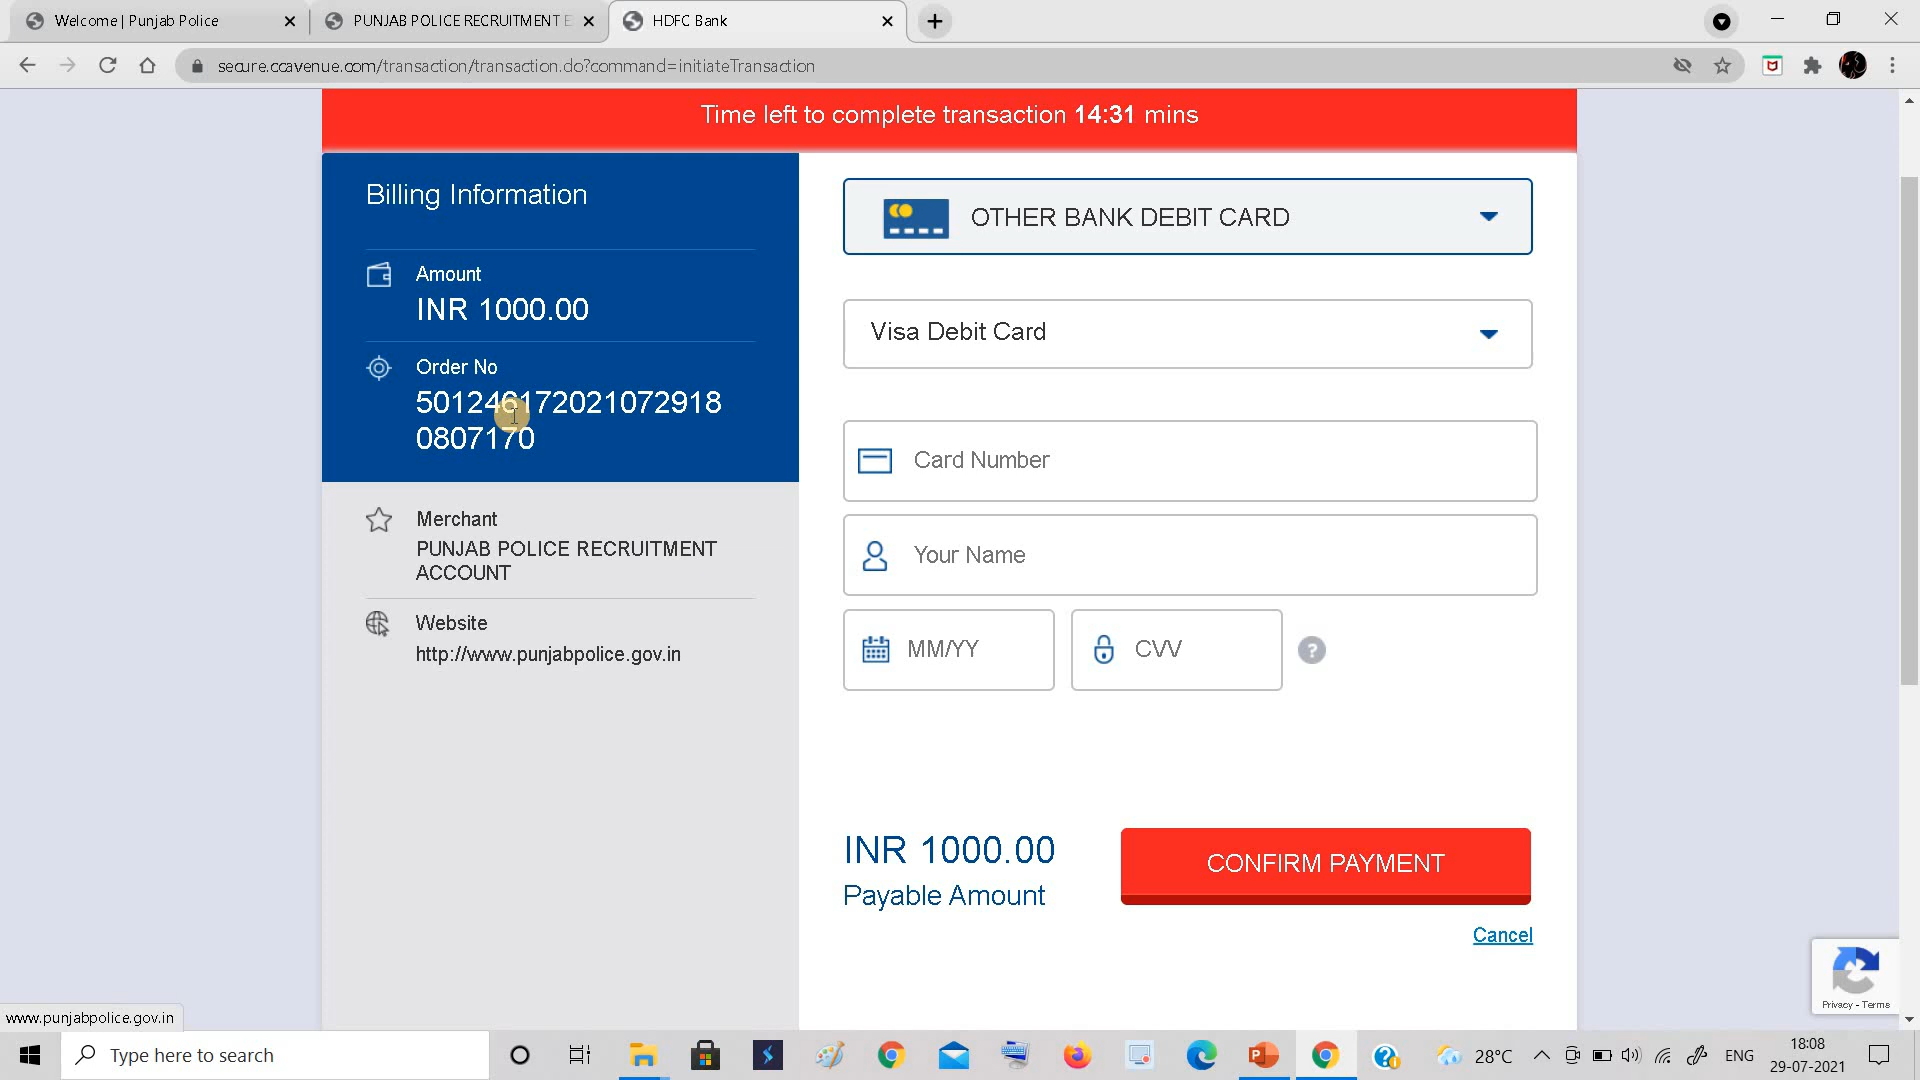 Welcome | Punjab Police
PUNJAB POLICE RECRUITMENT E
HDFC Bank
secure.ccavenue.com/transaction/transaction.do?command=initiateTransaction
Time left to complete transaction 14:31 mins
Billing Information
Amount
INR 1000.00
Order No
501246172021072918
0807170
Merchant
PUNJAB POLICE RECRUITMENT
ACCOUNT
Website
http://www.punjabpolice.gov.in
OTHER BANK DEBIT CARD
Visa Debit Card
Card Number
Your Name
MM/YY
CVV
?
INR 1000.00
Payable Amount
CONFIRM PAYMENT
Cancel
Privacy - Terms
www.punjabpolice.gov.in
Type here to search
28°C
ENG
18:08
29-07-2021